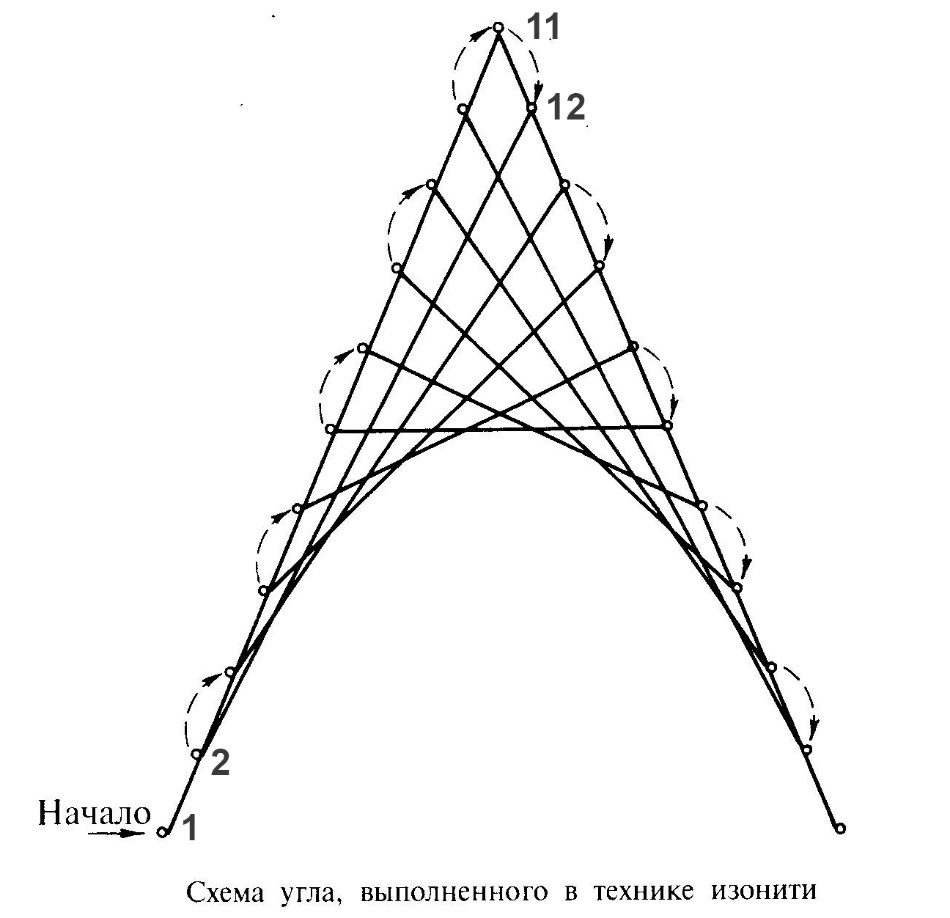 11
12
2
Начало 1
Схема угла, выполненного в технике изонити